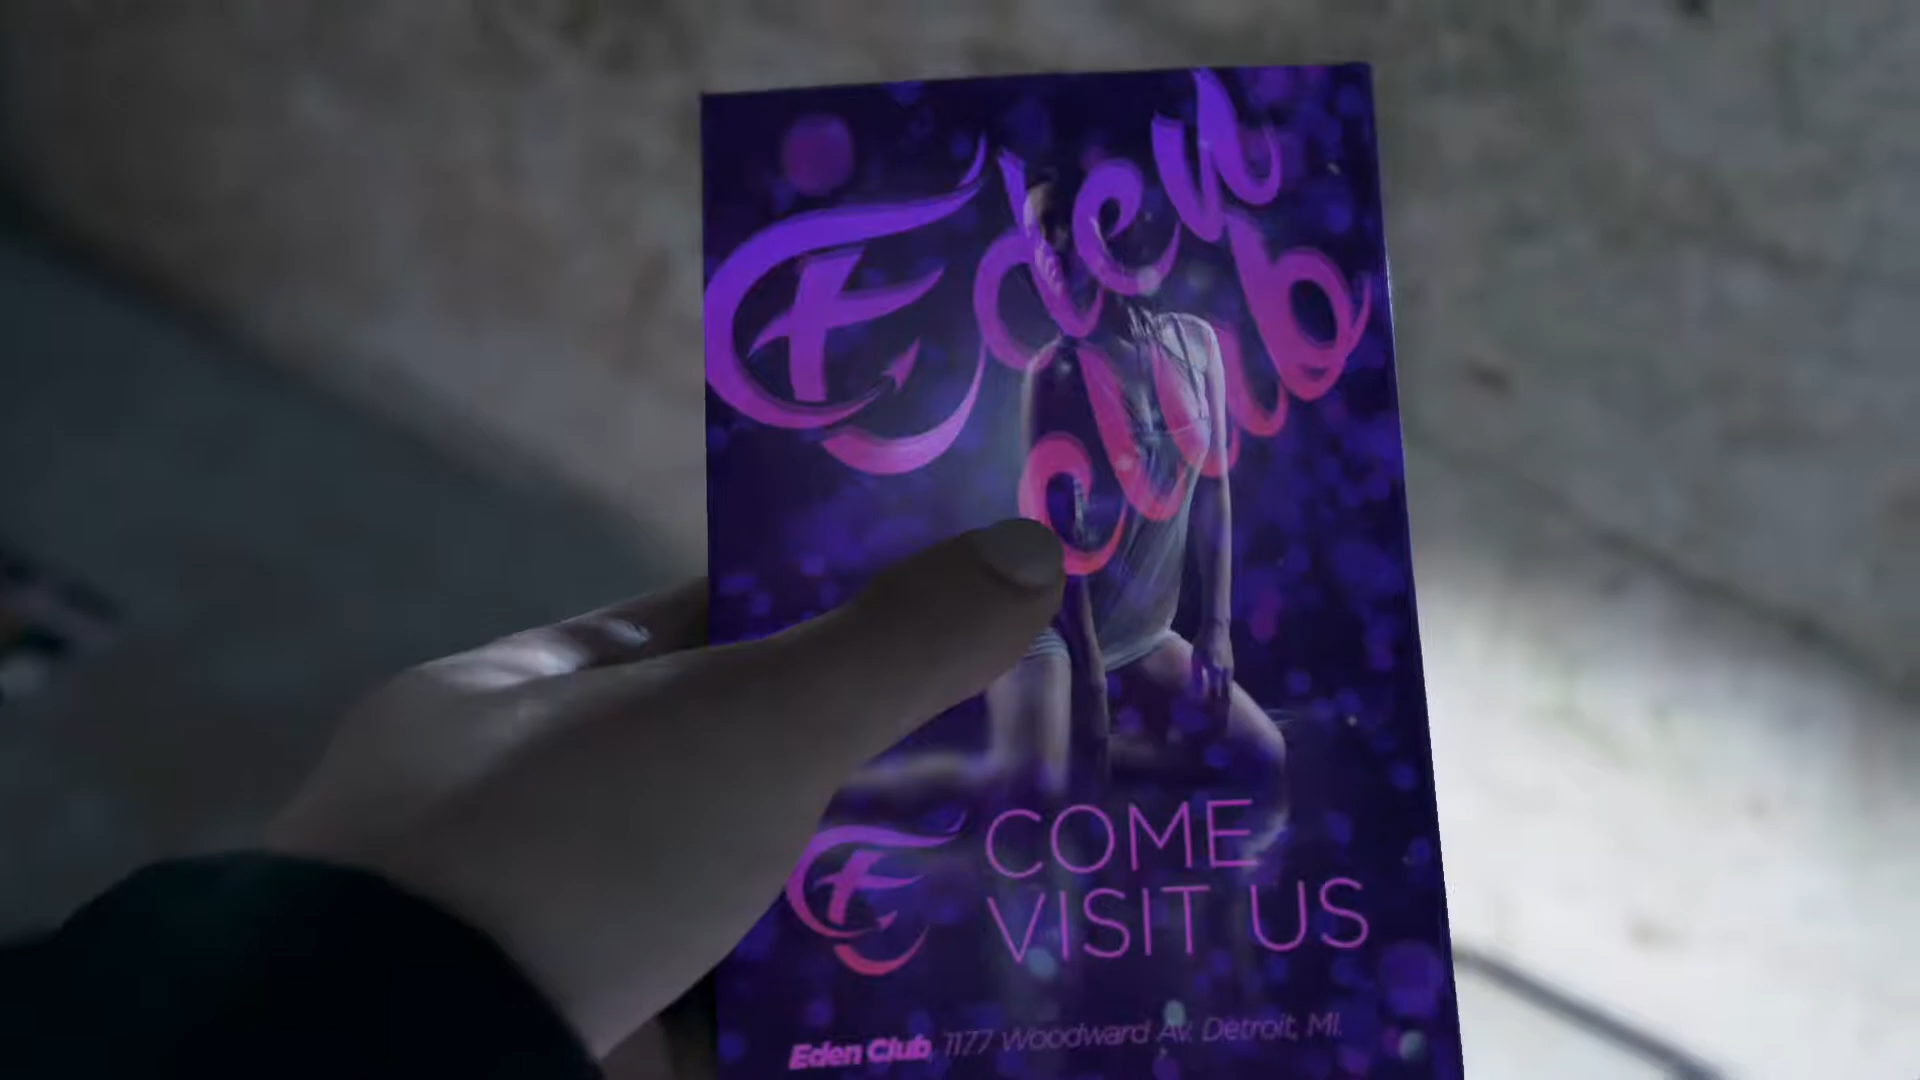 Eden
club
E
COME
VISIT US
Eden Club, 1177 Woodward Av. Detroit, MI.